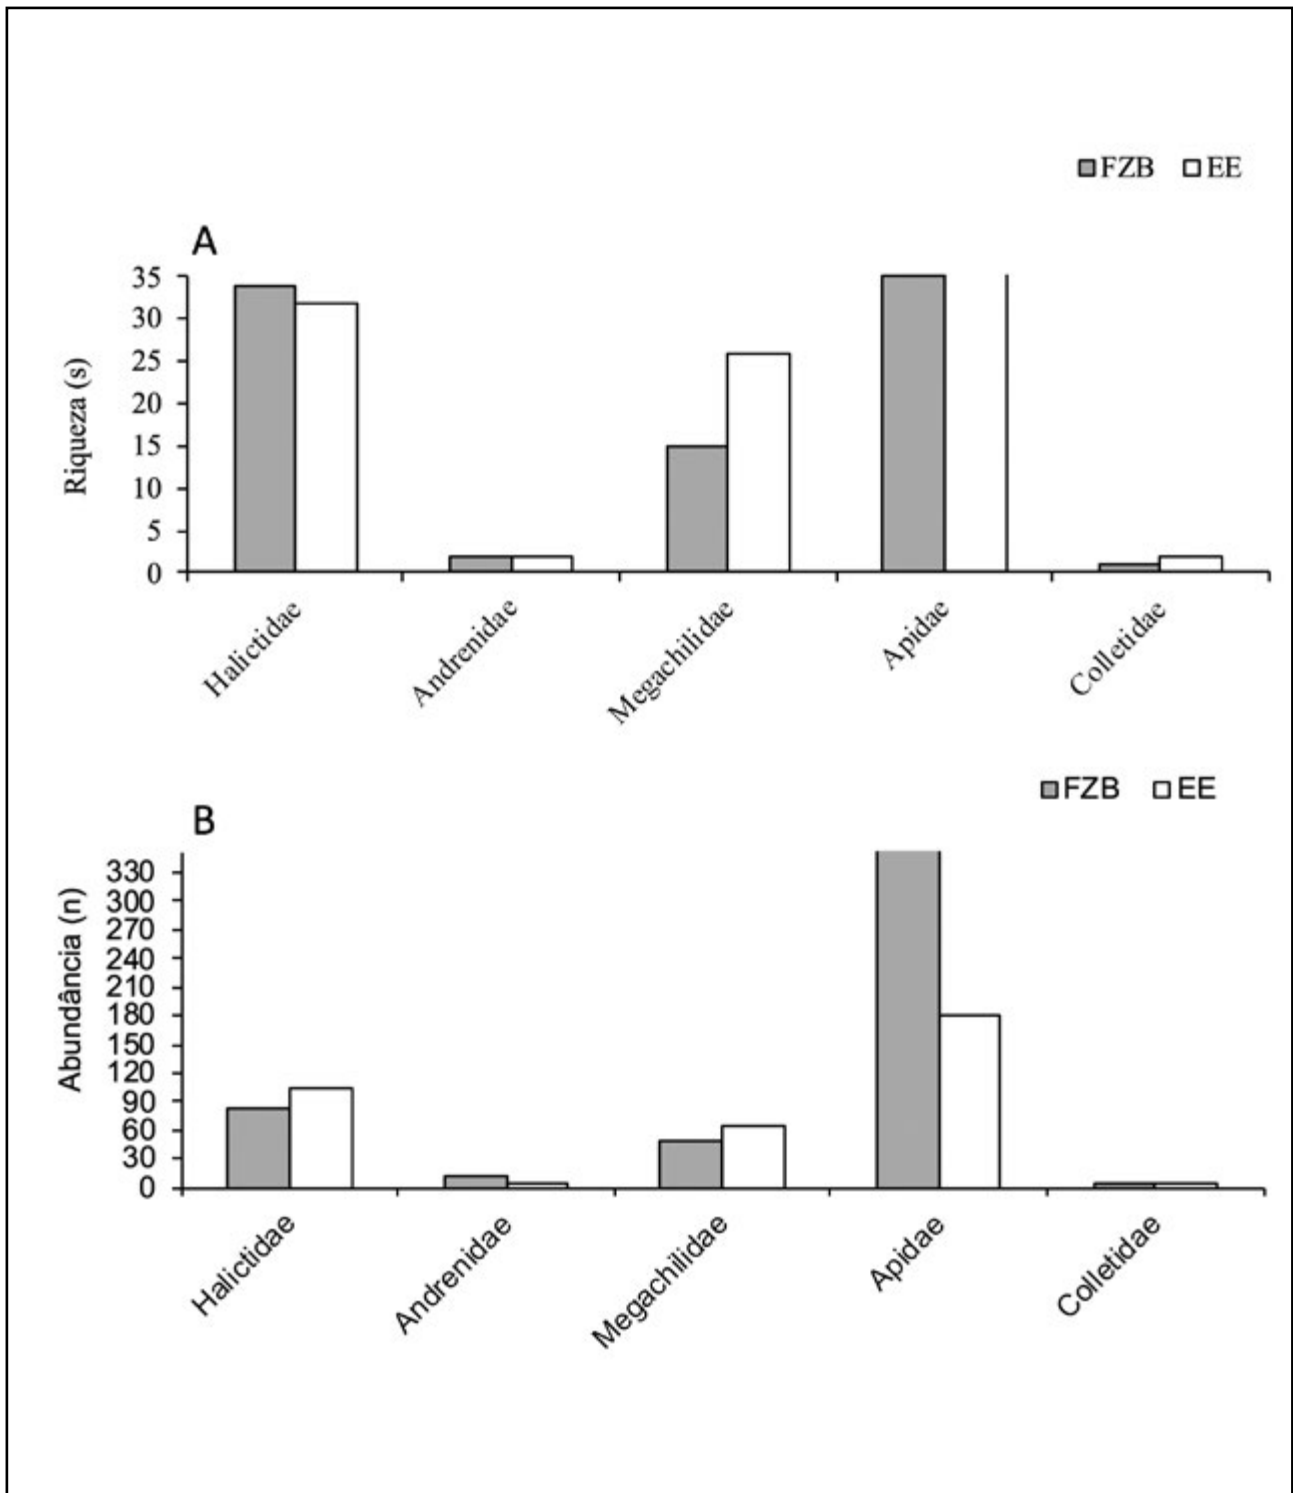 FZB EE
A
35
30
25
20
15
10
5
0
Riqueza (s)
Halictidae
Andrenidae
Megachilidae
Apidae
Colletidae
FZB EE
B
330
300
270
240
210
180
150
120
90
60
30
0
Abundância (n)
Halictidae
Andrenidae
Megachilidae
Apidae
Colletidae